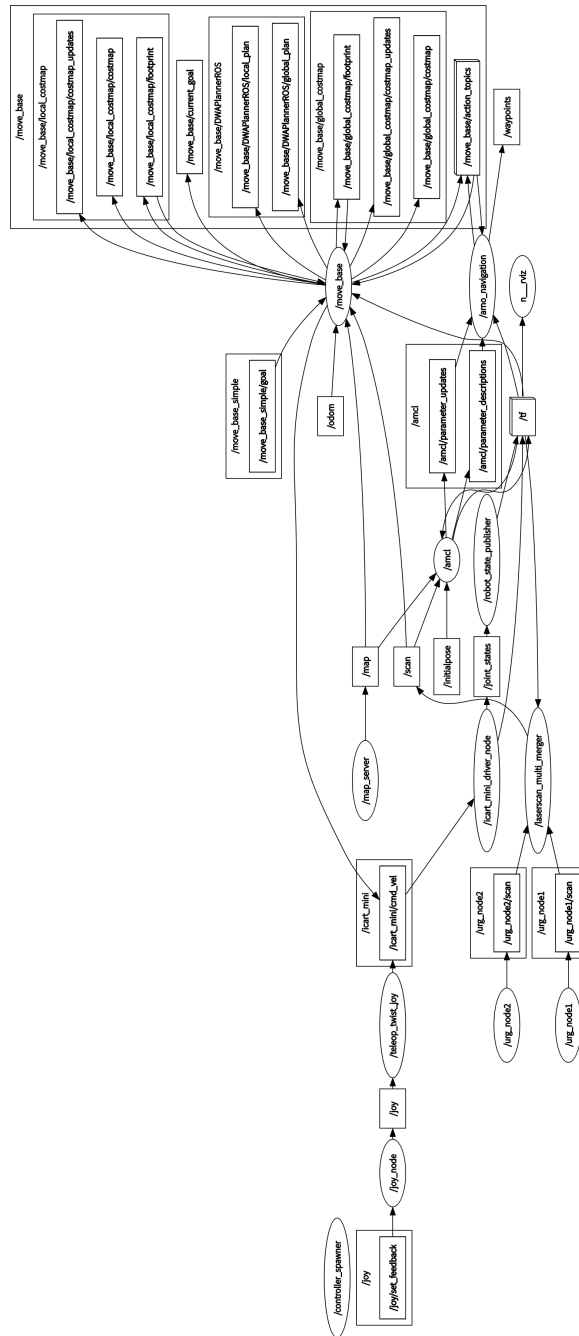 /move_base
/move_base/local_costmap
/move_base/local_costmap/costmap_updates
/move_base/local_costmap/costmap
/move_base/local_costmap/footprint
/move_base/current_goal
/move_base/DWAPlannerROS
/move_base/DWAPlannerROS/local_plan
/move_base/DWAPlannerROS/global_plan
/move_base/global_costmap
/move_base/global_costmap/footprint
/move_base/global_costmap/costmap_updates
/move_base/global_costmap/costmap
/move_base/action_topics
/waypoints
/move_base
/arno_navigation
n__rviz
/move_base_simple
/move_base_simple/goal
/odom
/amcl
/amcl/parameter_updates
/amcl/parameter_descriptions
/tf
/amcl
/robot_state_publisher
/map
/scan
/initialpose
/joint_states
/map_server
/icart_mini_driver_node
/laserscan_multi_merger
/icart_mini
/icart_mini/cmd_vel
/urg_node2
/urg_node2/scan
/urg_node1
/urg_node1/scan
/teleop_twist_joy
/urg_node2
/urg_node1
/joy
/joy_node
/controller_spawner
/joy
/joy/set_feedback